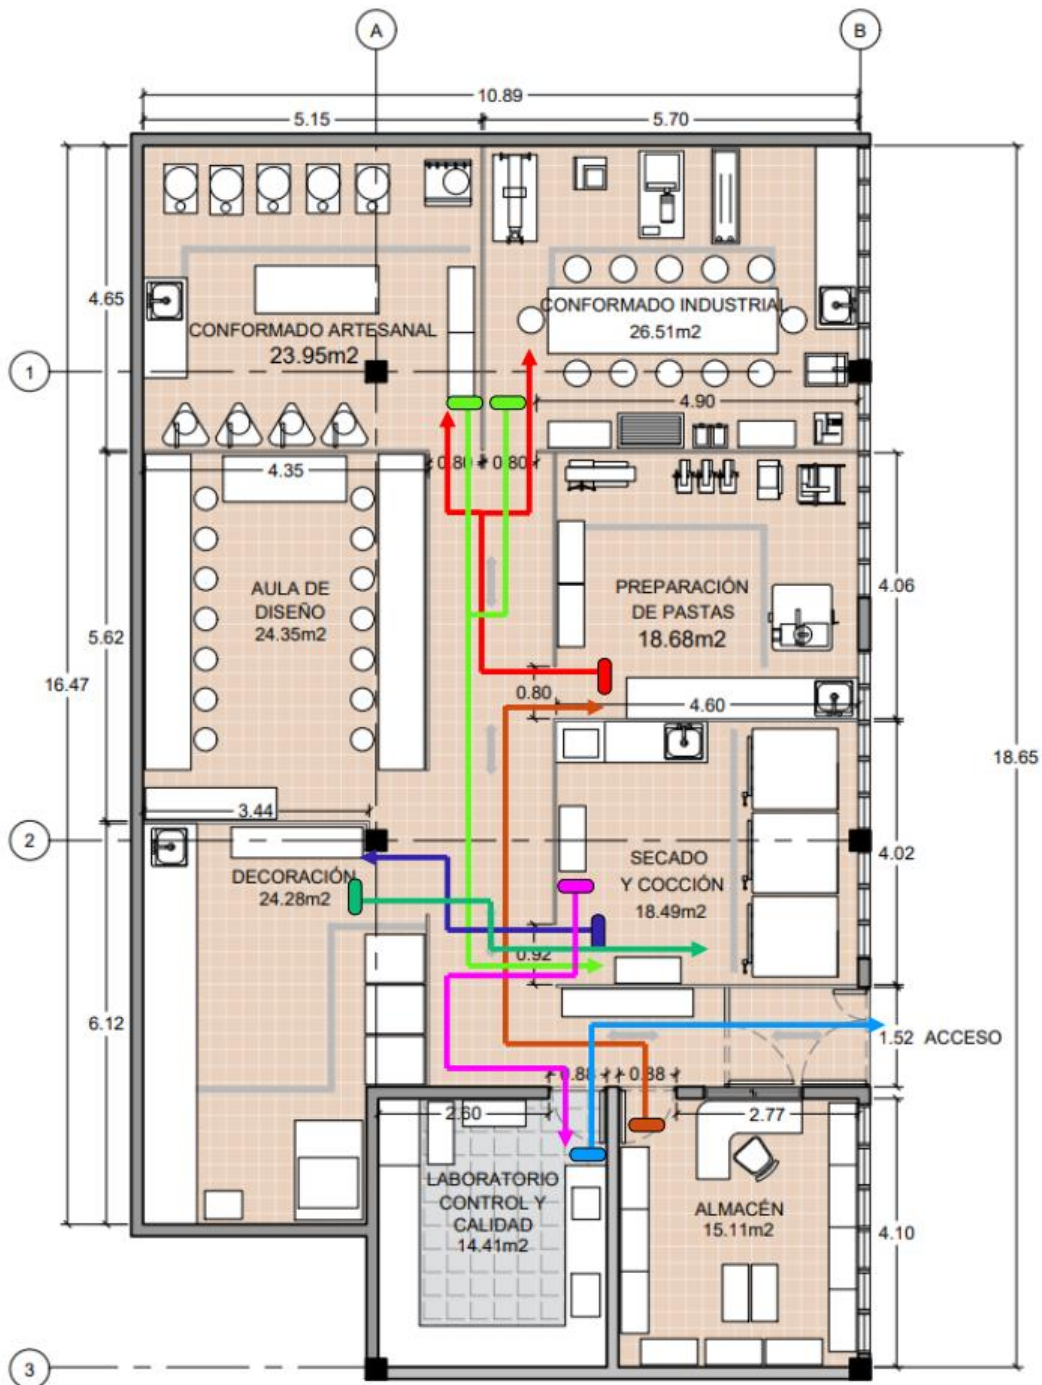 A
B
10.89
5.15
5.70
4.65
CONFORMADO ARTESANAL
23.95m2
CONFORMADO INDUSTRIAL
26.51m2
1
4.90
4.35
0.80
0.80
AULA DE
DISEÑO
24.35m2
PREPARACIÓN
DE PASTAS
18.68m2
4.06
5.62
16.47
0.80
4.60
18.65
3.44
2
DECORACIÓN
24.28m2
SECADO
Y COCCIÓN
18.49m2
4.02
0.92
6.12
1.52
ACCESO
0.88
0.88
2.60
2.77
LABORATORIO
CONTROL Y
CALIDAD
14.41m2
ALMACÉN
15.11m2
4.10
3